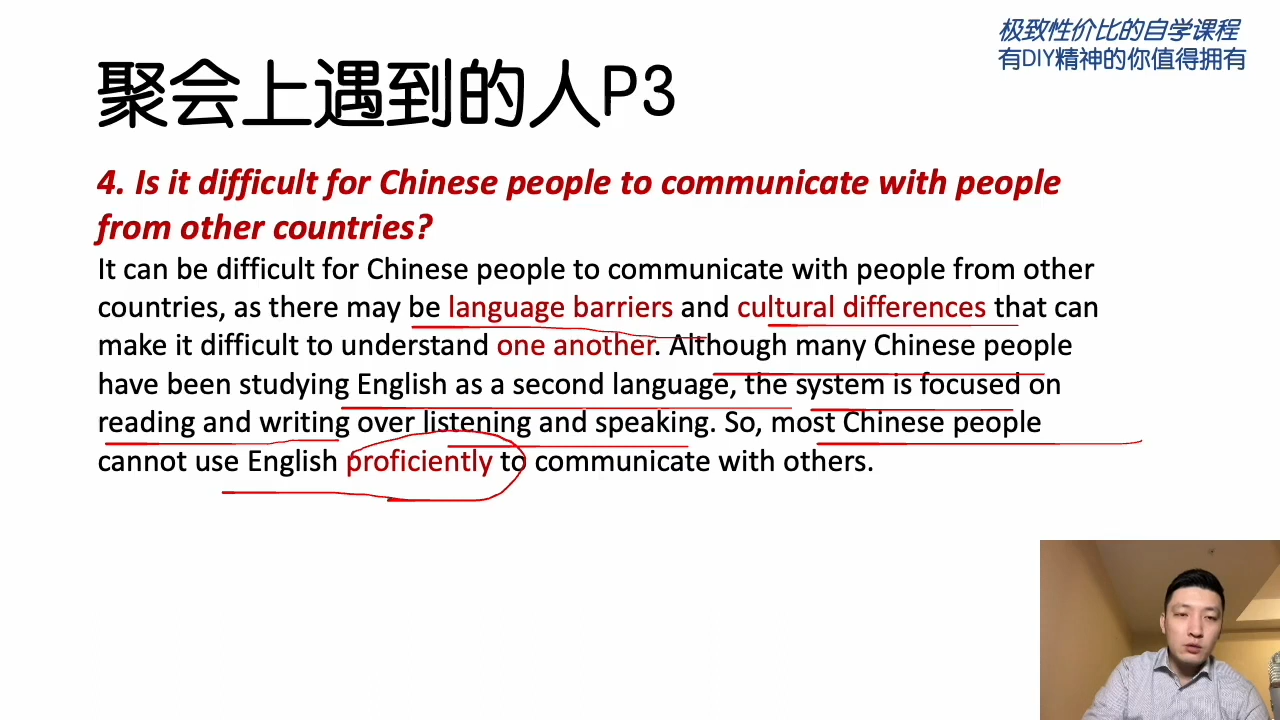 极致性价比的自学课程
有DIY精神的你值得拥有
聚会上遇到的人P3
4. Is it difficult for Chinese people to communicate with people
from other countries?
It can be difficult for Chinese people to communicate with people from other
countries, as there may be language barriers and cultural differences that can
make it difficult to understand one another. Although many Chinese people
have been studying English as a second language, the system is focused on
reading and writing over listening and speaking. So, most Chinese people
cannot use English proficiently to communicate with others.